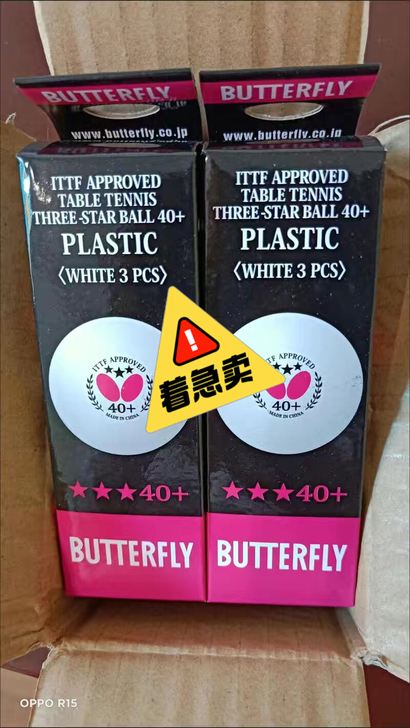 BUTTERFLY
www.butterfly.co.jp
ITTF APPROVED
TABLE TENNIS
THREE-STAR BALL 40+
PLASTIC
〈WHITE 3 PCS〉
ITTF APPROVED
40+
MADE IN CHINA
★★★40+
BUTTERFLY
BUTTERFLY
www.butterfly.co.jp
ITTF APPROVED
TABLE TENNIS
THREE-STAR BALL 40+
PLASTIC
〈WHITE 3 PCS〉
APPROVED
40+
MADE IN CHINA
★★★40+
BUTTERFLY
!
着急卖
OPPO R15